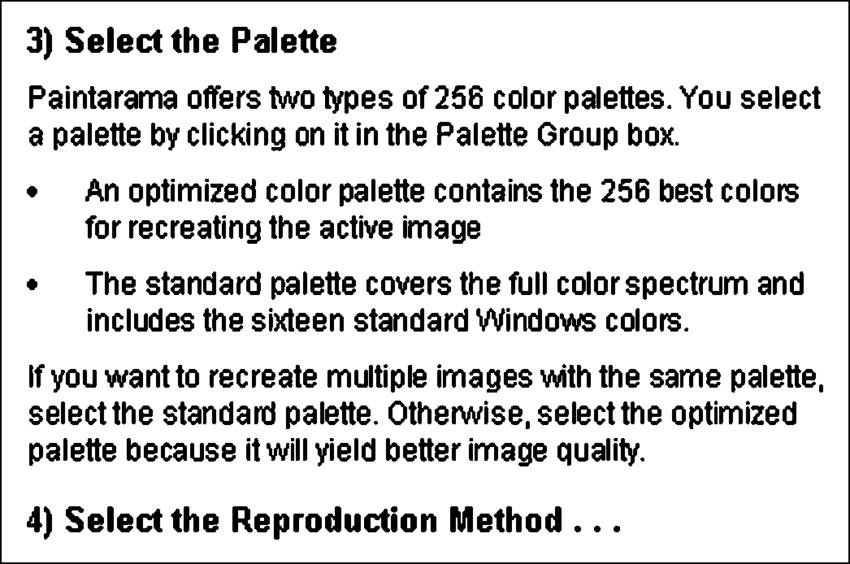 3) Select the Palette
Paintarama offers two types of 256 color palettes. You select
a palette by clicking on it in the Palette Group box.
• An optimized color palette contains the 256 best colors
for recreating the active image
• The standard palette covers the full color spectrum and
includes the sixteen standard Windows colors.
If you want to recreate multiple images with the same palette,
select the standard palette. Otherwise, select the optimized
palette because it will yield better image quality.
4) Select the Reproduction Method . . .